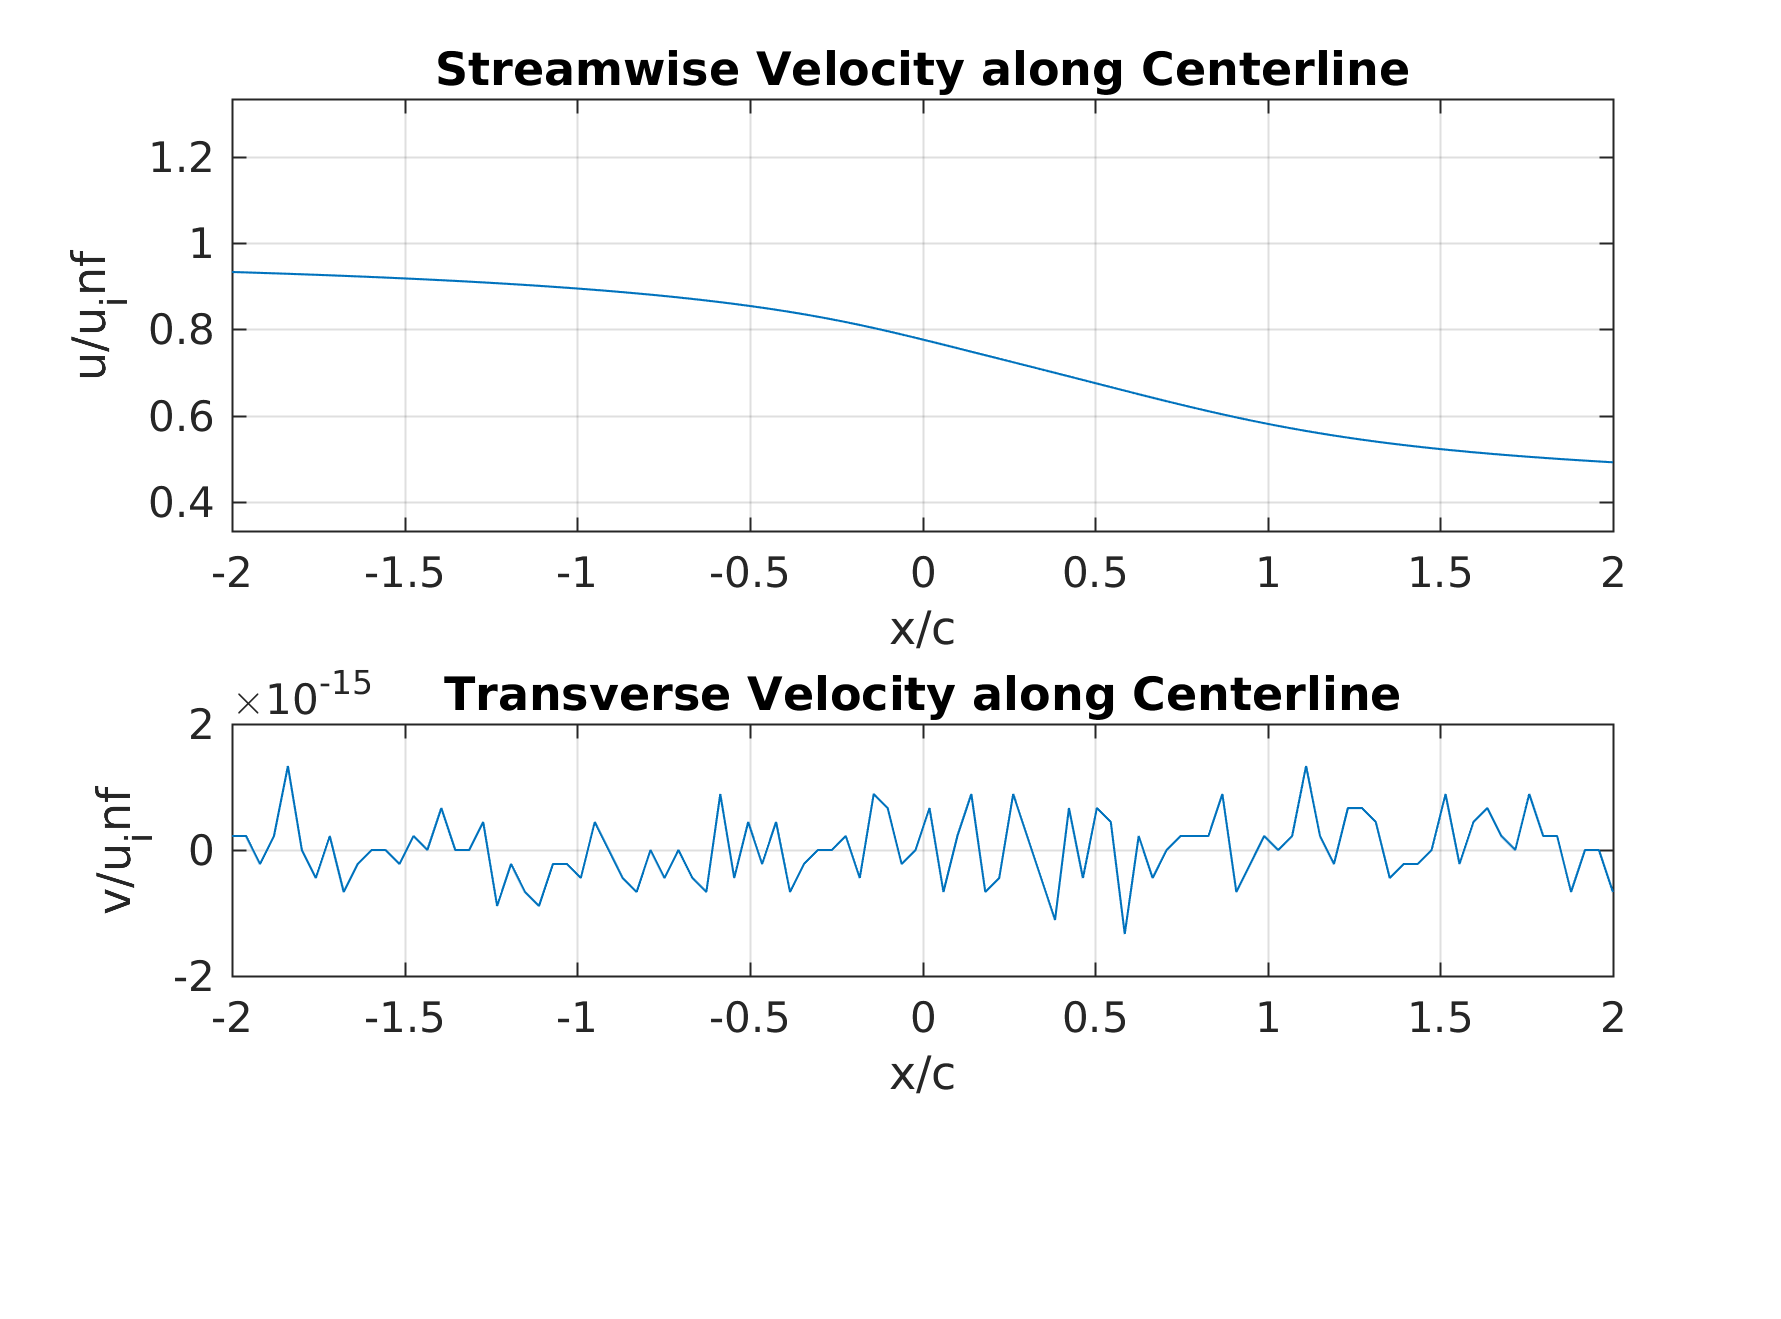 Streamwise Velocity along Centerline
1.2
1
0.8
0.6
0.4
u/u_inf
-2 -1.5 -1 -0.5 0 0.5 1 1.5 2
x/c
×10^-15
Transverse Velocity along Centerline
2
0
-2
v/u_inf
-2 -1.5 -1 -0.5 0 0.5 1 1.5 2
x/c